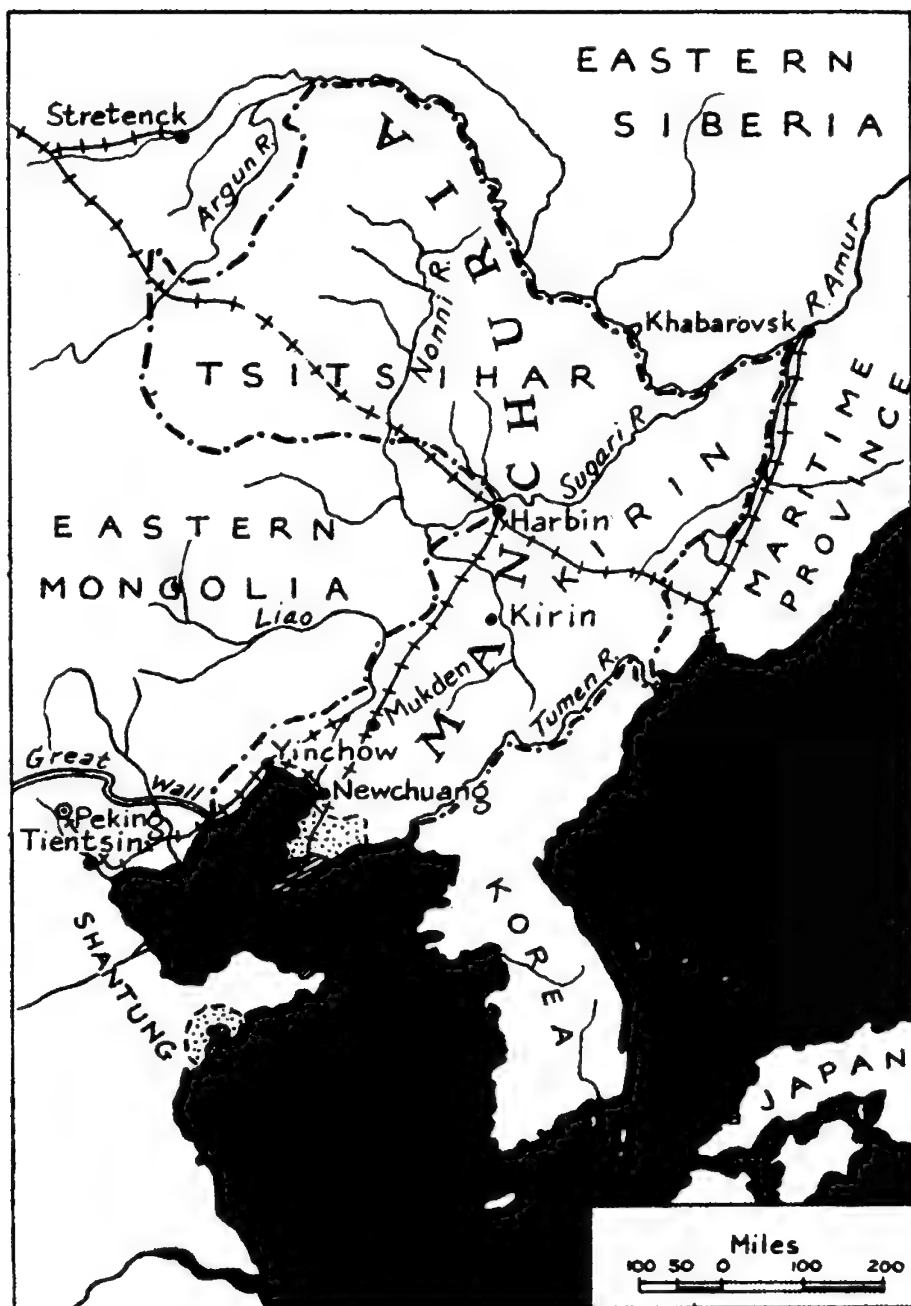 EASTERN
SIBERIA
Stretenck
Argun R.
MANCHURIA
Nonni R.
R. Amur
Khabarovsk
TSITSIHAR
MARITIME
PROVINCE
Sugari R.
KIRIN
Harbin
EASTERN
MONGOLIA
Liao
Kirin
Mukden
Tumen R.
Yinchow
Great Wall
Newchuang
Peking
Tientsin
KOREA
SHANTUNG
JAPAN
Miles
100 50 0 100 200